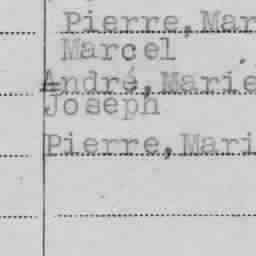 Pierre, Mar
Marcel
André, Marie
Joseph
Pierre, Mari